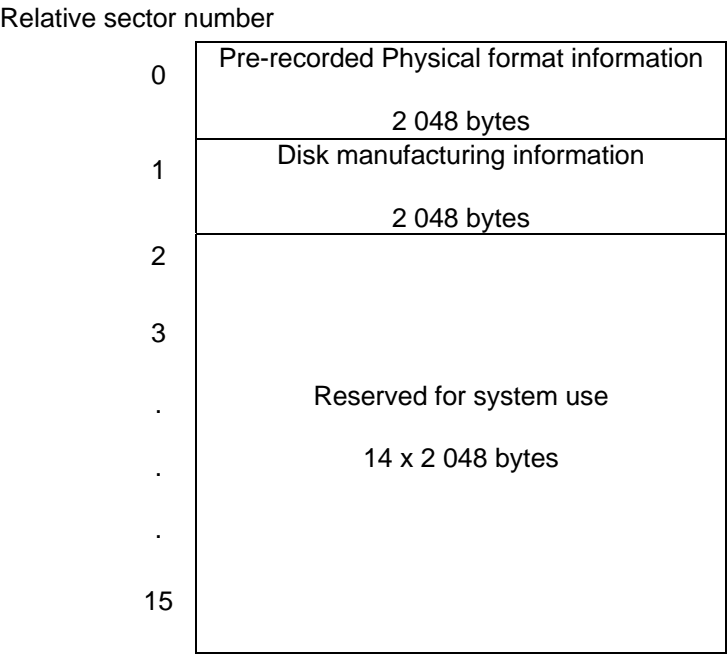 Relative sector number
0
Pre-recorded Physical format information
2 048 bytes
1
Disk manufacturing information
2 048 bytes
2
3
.
Reserved for system use
.
14 x 2 048 bytes
.
15